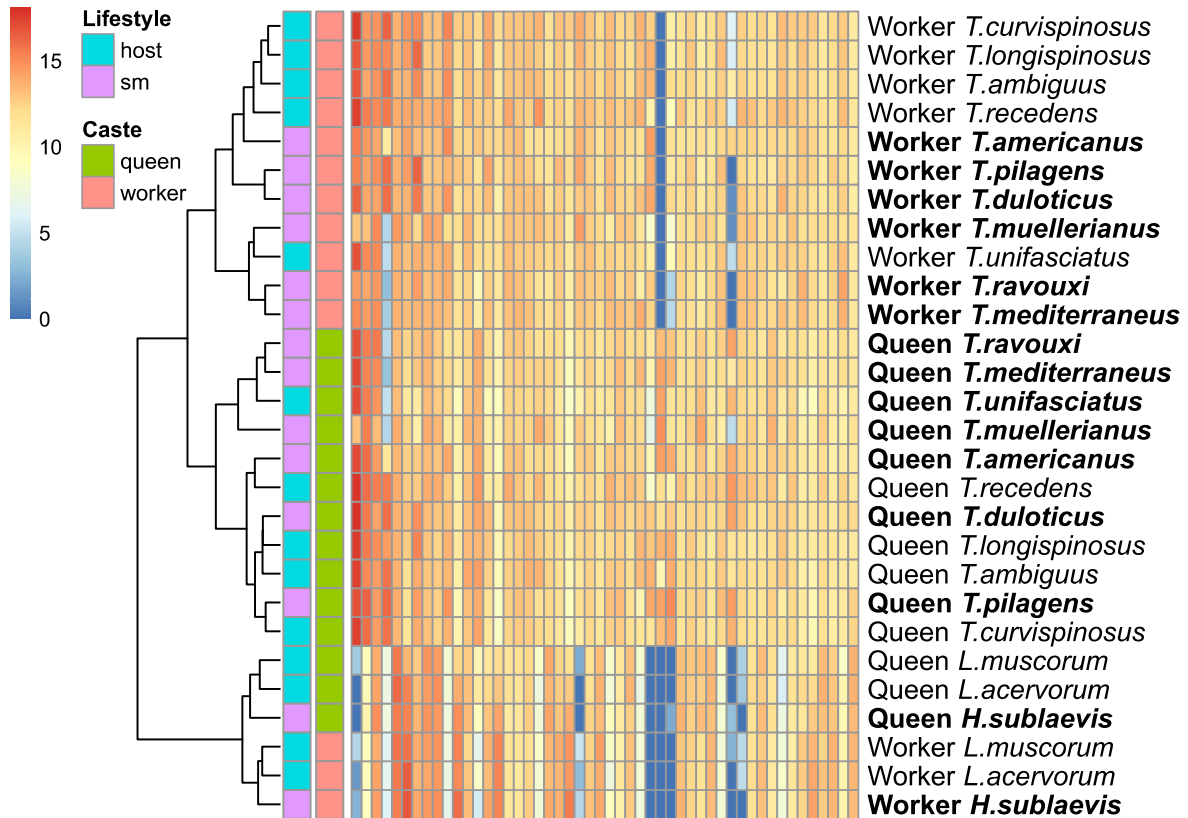 Lifestyle
host
sm
Caste
queen
worker
15
10
5
0
Worker T.curvispinosus
Worker T.longispinosus
Worker T.ambiguus
Worker T.recedens
Worker T.americanus
Worker T.pilagens
Worker T.duloticus
Worker T.muellerianus
Worker T.unifasciatus
Worker T.ravouxi
Worker T.mediterraneus
Queen T.ravouxi
Queen T.mediterraneus
Queen T.unifasciatus
Queen T.muellerianus
Queen T.americanus
Queen T.recedens
Queen T.duloticus
Queen T.longispinosus
Queen T.ambiguus
Queen T.pilagens
Queen T.curvispinosus
Queen L.muscorum
Queen L.acervorum
Queen H.sublaevis
Worker L.muscorum
Worker L.acervorum
Worker H.sublaevis